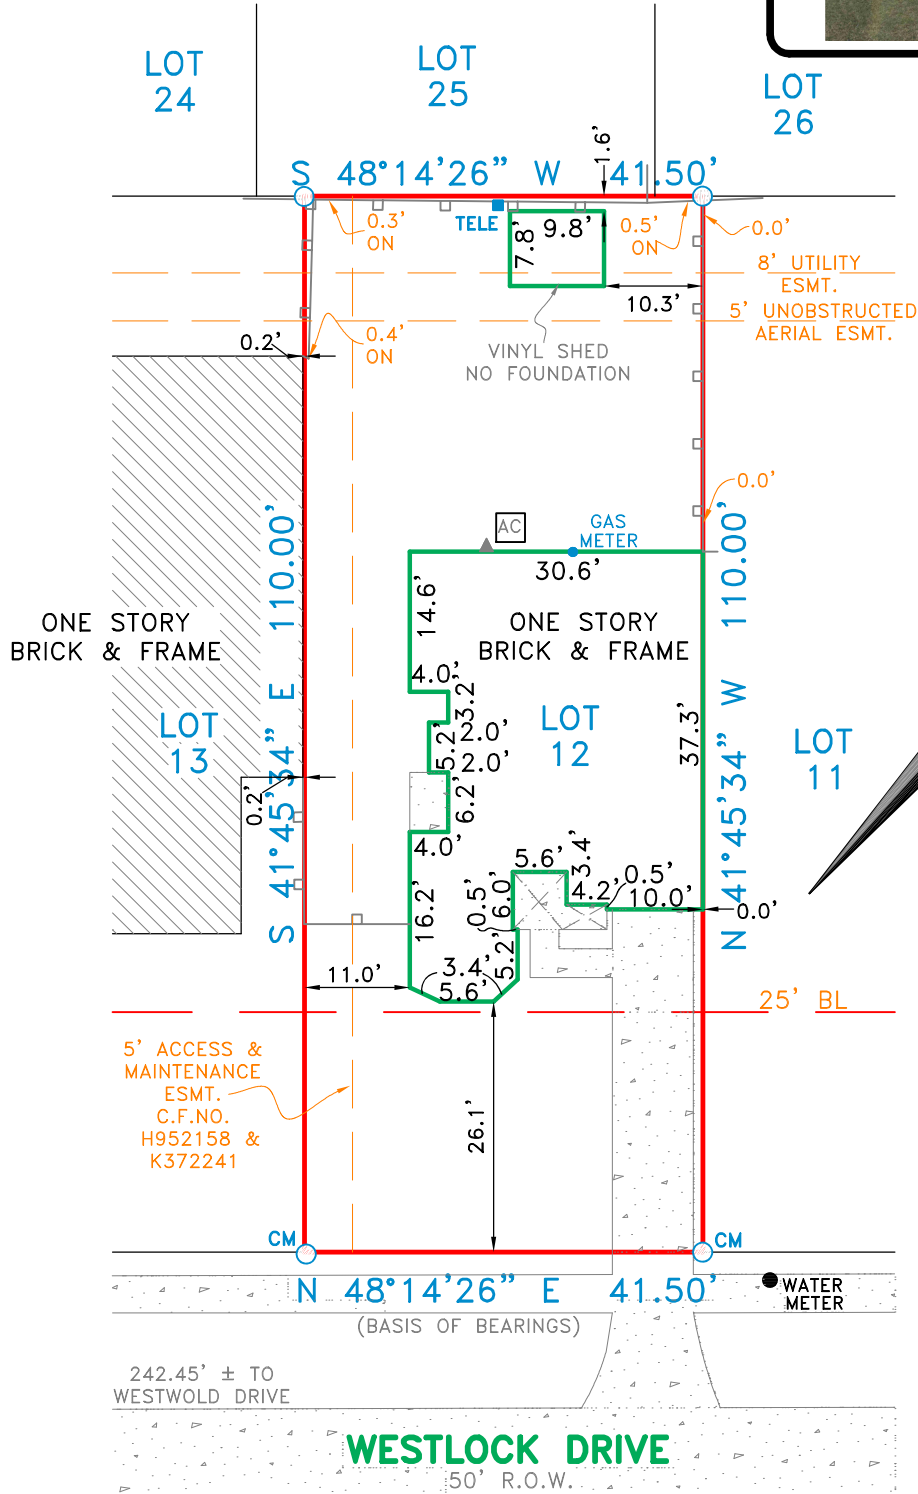 LOT
24
LOT
25
LOT
26
1.6’
S 48°14’26” W 41.50’
0.3’
ON
TELE
7.8’
9.8’
0.5’
ON
0.0’
8’ UTILITY
ESMT.
10.3’
5’ UNOBSTRUCTED
AERIAL ESMT.
0.2’
0.4’
ON
VINYL SHED
NO FOUNDATION
0.0’
AC
GAS
METER
30.6’
S 41°45’34” E 110.00’
N 41°45’34” W 110.00’
14.6’
ONE STORY
BRICK & FRAME
ONE STORY
BRICK & FRAME
4.0’
3.2’
2.0’
5.2’
2.0’
6.2’
4.0’
37.3’
LOT
13
LOT
12
LOT
11
0.2’
16.2’
5.6’
3.4’
0.5’
6.0’
4.2’
0.5’
10.0’
0.0’
5.2’
11.0’
3.4’
5.6’
25’ BL
5’ ACCESS &
MAINTENANCE
ESMT.
C.F.NO.
H952158 &
K372241
26.1’
CM
CM
N 48°14’26” E 41.50’
(BASIS OF BEARINGS)
WATER
METER
242.45’ ± TO
WESTWOLD DRIVE
WESTLOCK DRIVE
50’ R.O.W.